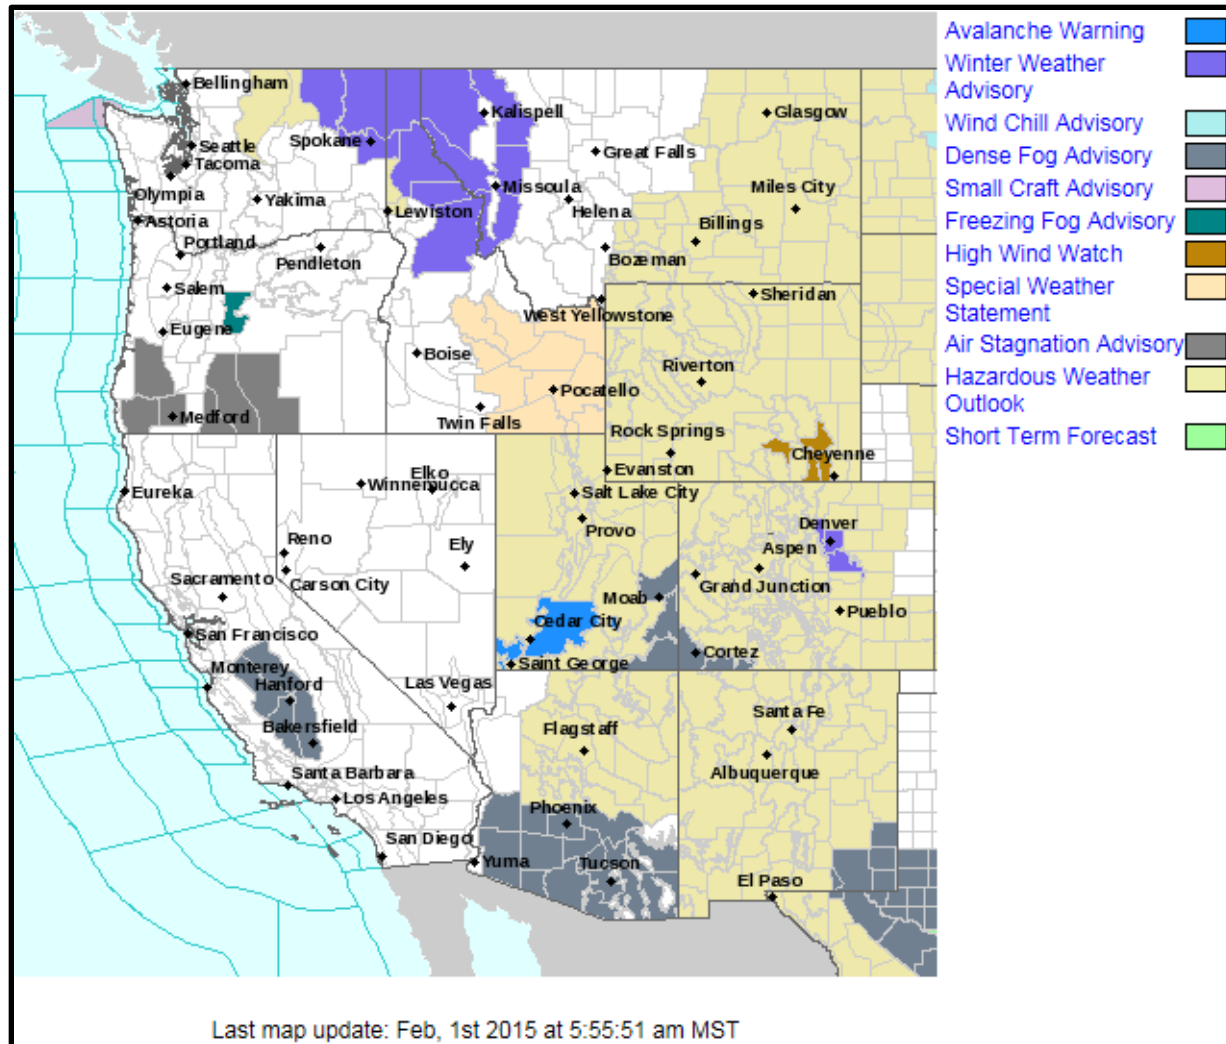 Bellingham
Seattle
Tacoma
Olympia
Astoria
Yakima
Spokane
Portland
Pendleton
Salem
Eugene
Medford
Lewiston
Kalispell
Missoula
Great Falls
Helena
Bozeman
Glasgow
Miles City
Billings
West Yellowstone
Sheridan
Boise
Pocatello
Twin Falls
Riverton
Rock Springs
Cheyenne
Evanston
Eureka
Winnemucca
Elko
Ely
Reno
Carson City
Sacramento
San Francisco
Monterey
Hanford
Bakersfield
Las Vegas
Santa Barbara
Los Angeles
San Diego
Salt Lake City
Provo
Moab
Cedar City
Saint George
Denver
Aspen
Grand Junction
Pueblo
Cortez
Flagstaff
Phoenix
Yuma
Tucson
Santa Fe
Albuquerque
El Paso
Avalanche Warning
Winter Weather
Advisory
Wind Chill Advisory
Dense Fog Advisory
Small Craft Advisory
Freezing Fog Advisory
High Wind Watch
Special Weather
Statement
Air Stagnation Advisory
Hazardous Weather
Outlook
Short Term Forecast
Last map update: Feb, 1st 2015 at 5:55:51 am MST